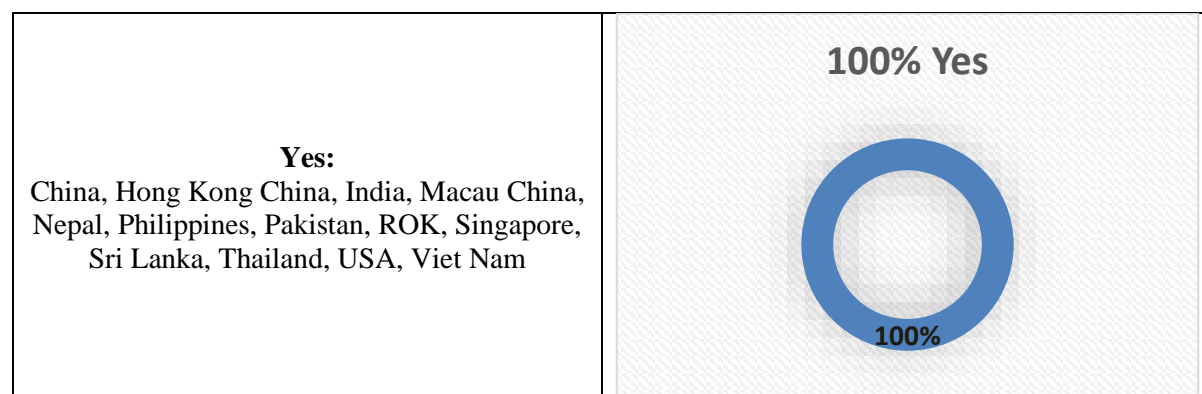 Yes:
China, Hong Kong China, India, Macau China,
Nepal, Philippines, Pakistan, ROK, Singapore,
Sri Lanka, Thailand, USA, Viet Nam
100% Yes
100%